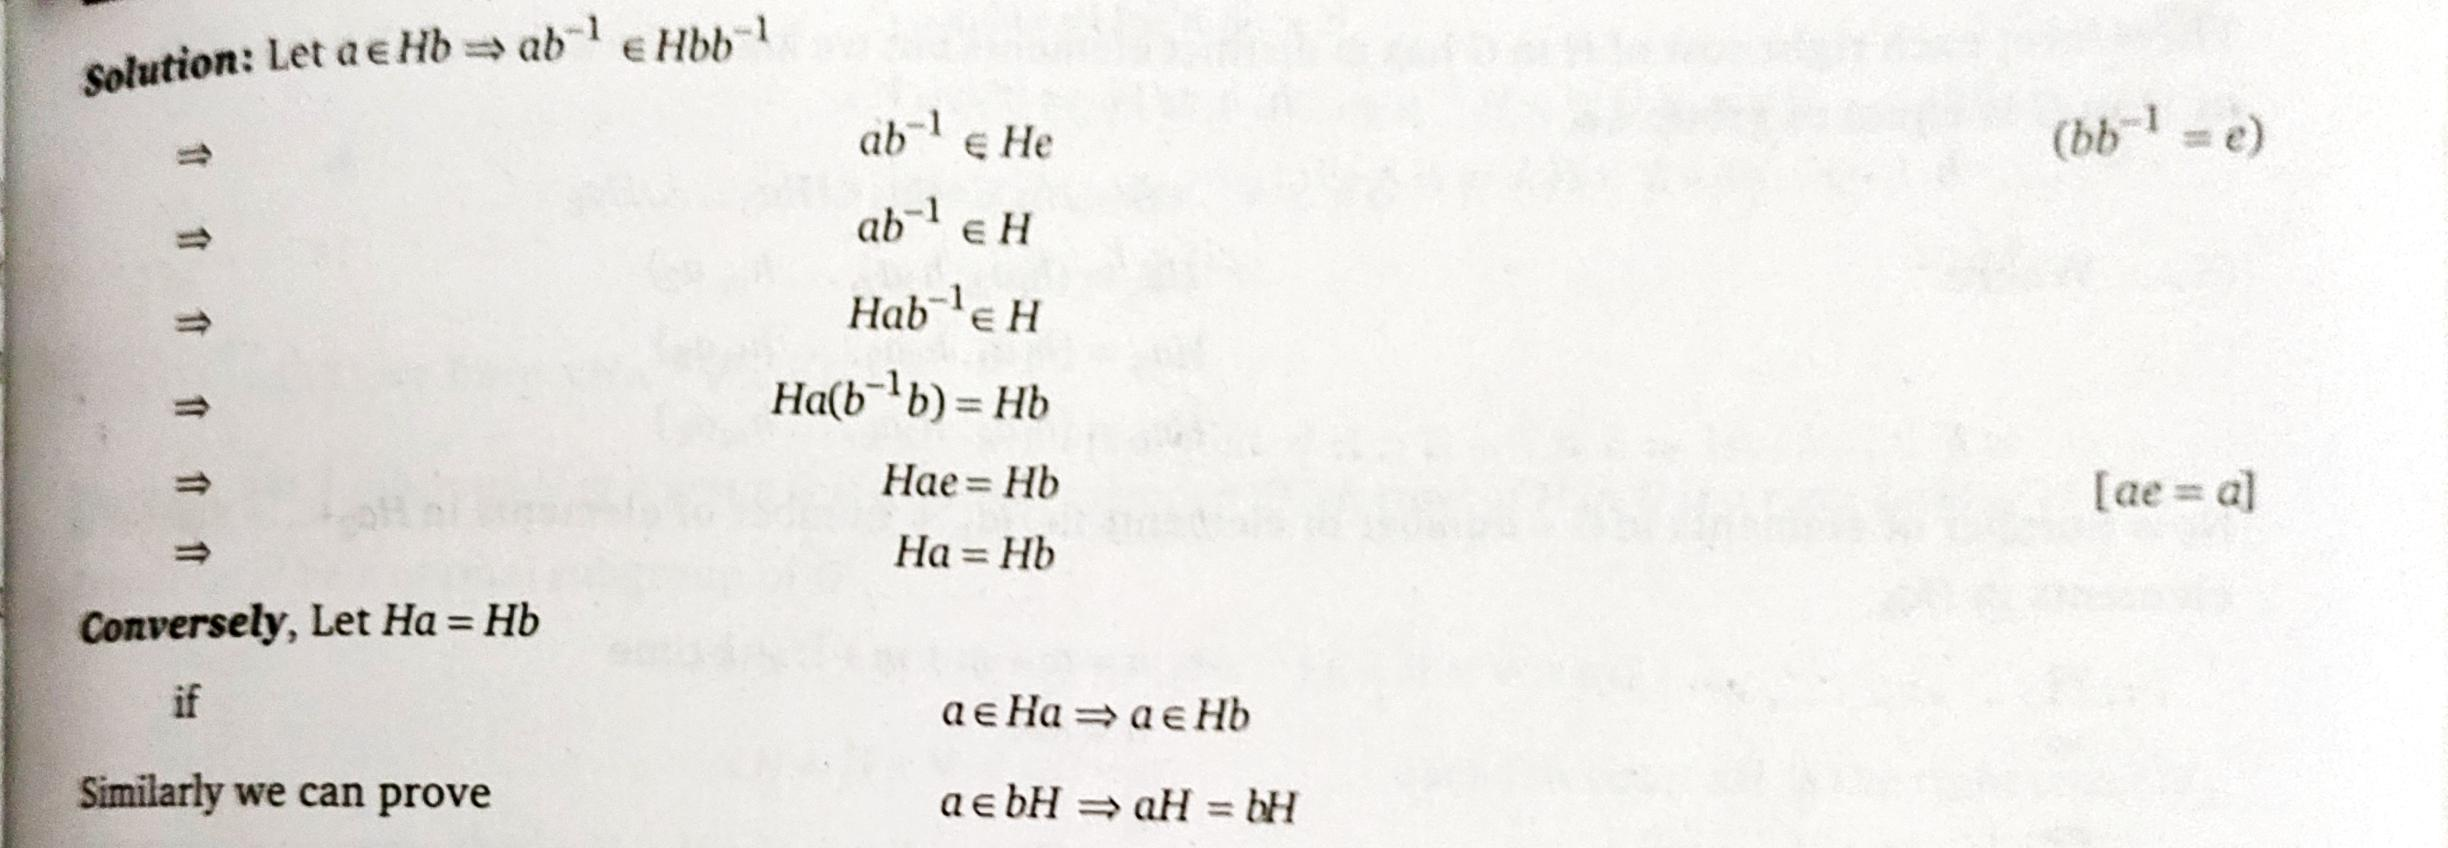 Solution: Let a ∈ Hb ⇒ ab⁻¹ ∈ Hbb⁻¹
⇒ ab⁻¹ ∈ He (bb⁻¹ = e)
⇒ ab⁻¹ ∈ H
⇒ Hab⁻¹ ∈ H
⇒ Ha(b⁻¹b) = Hb
⇒ Hae = Hb [ae = a]
⇒ Ha = Hb
Conversely, Let Ha = Hb
if a ∈ Ha ⇒ a ∈ Hb
Similarly we can prove a ∈ bH ⇒ aH = bH